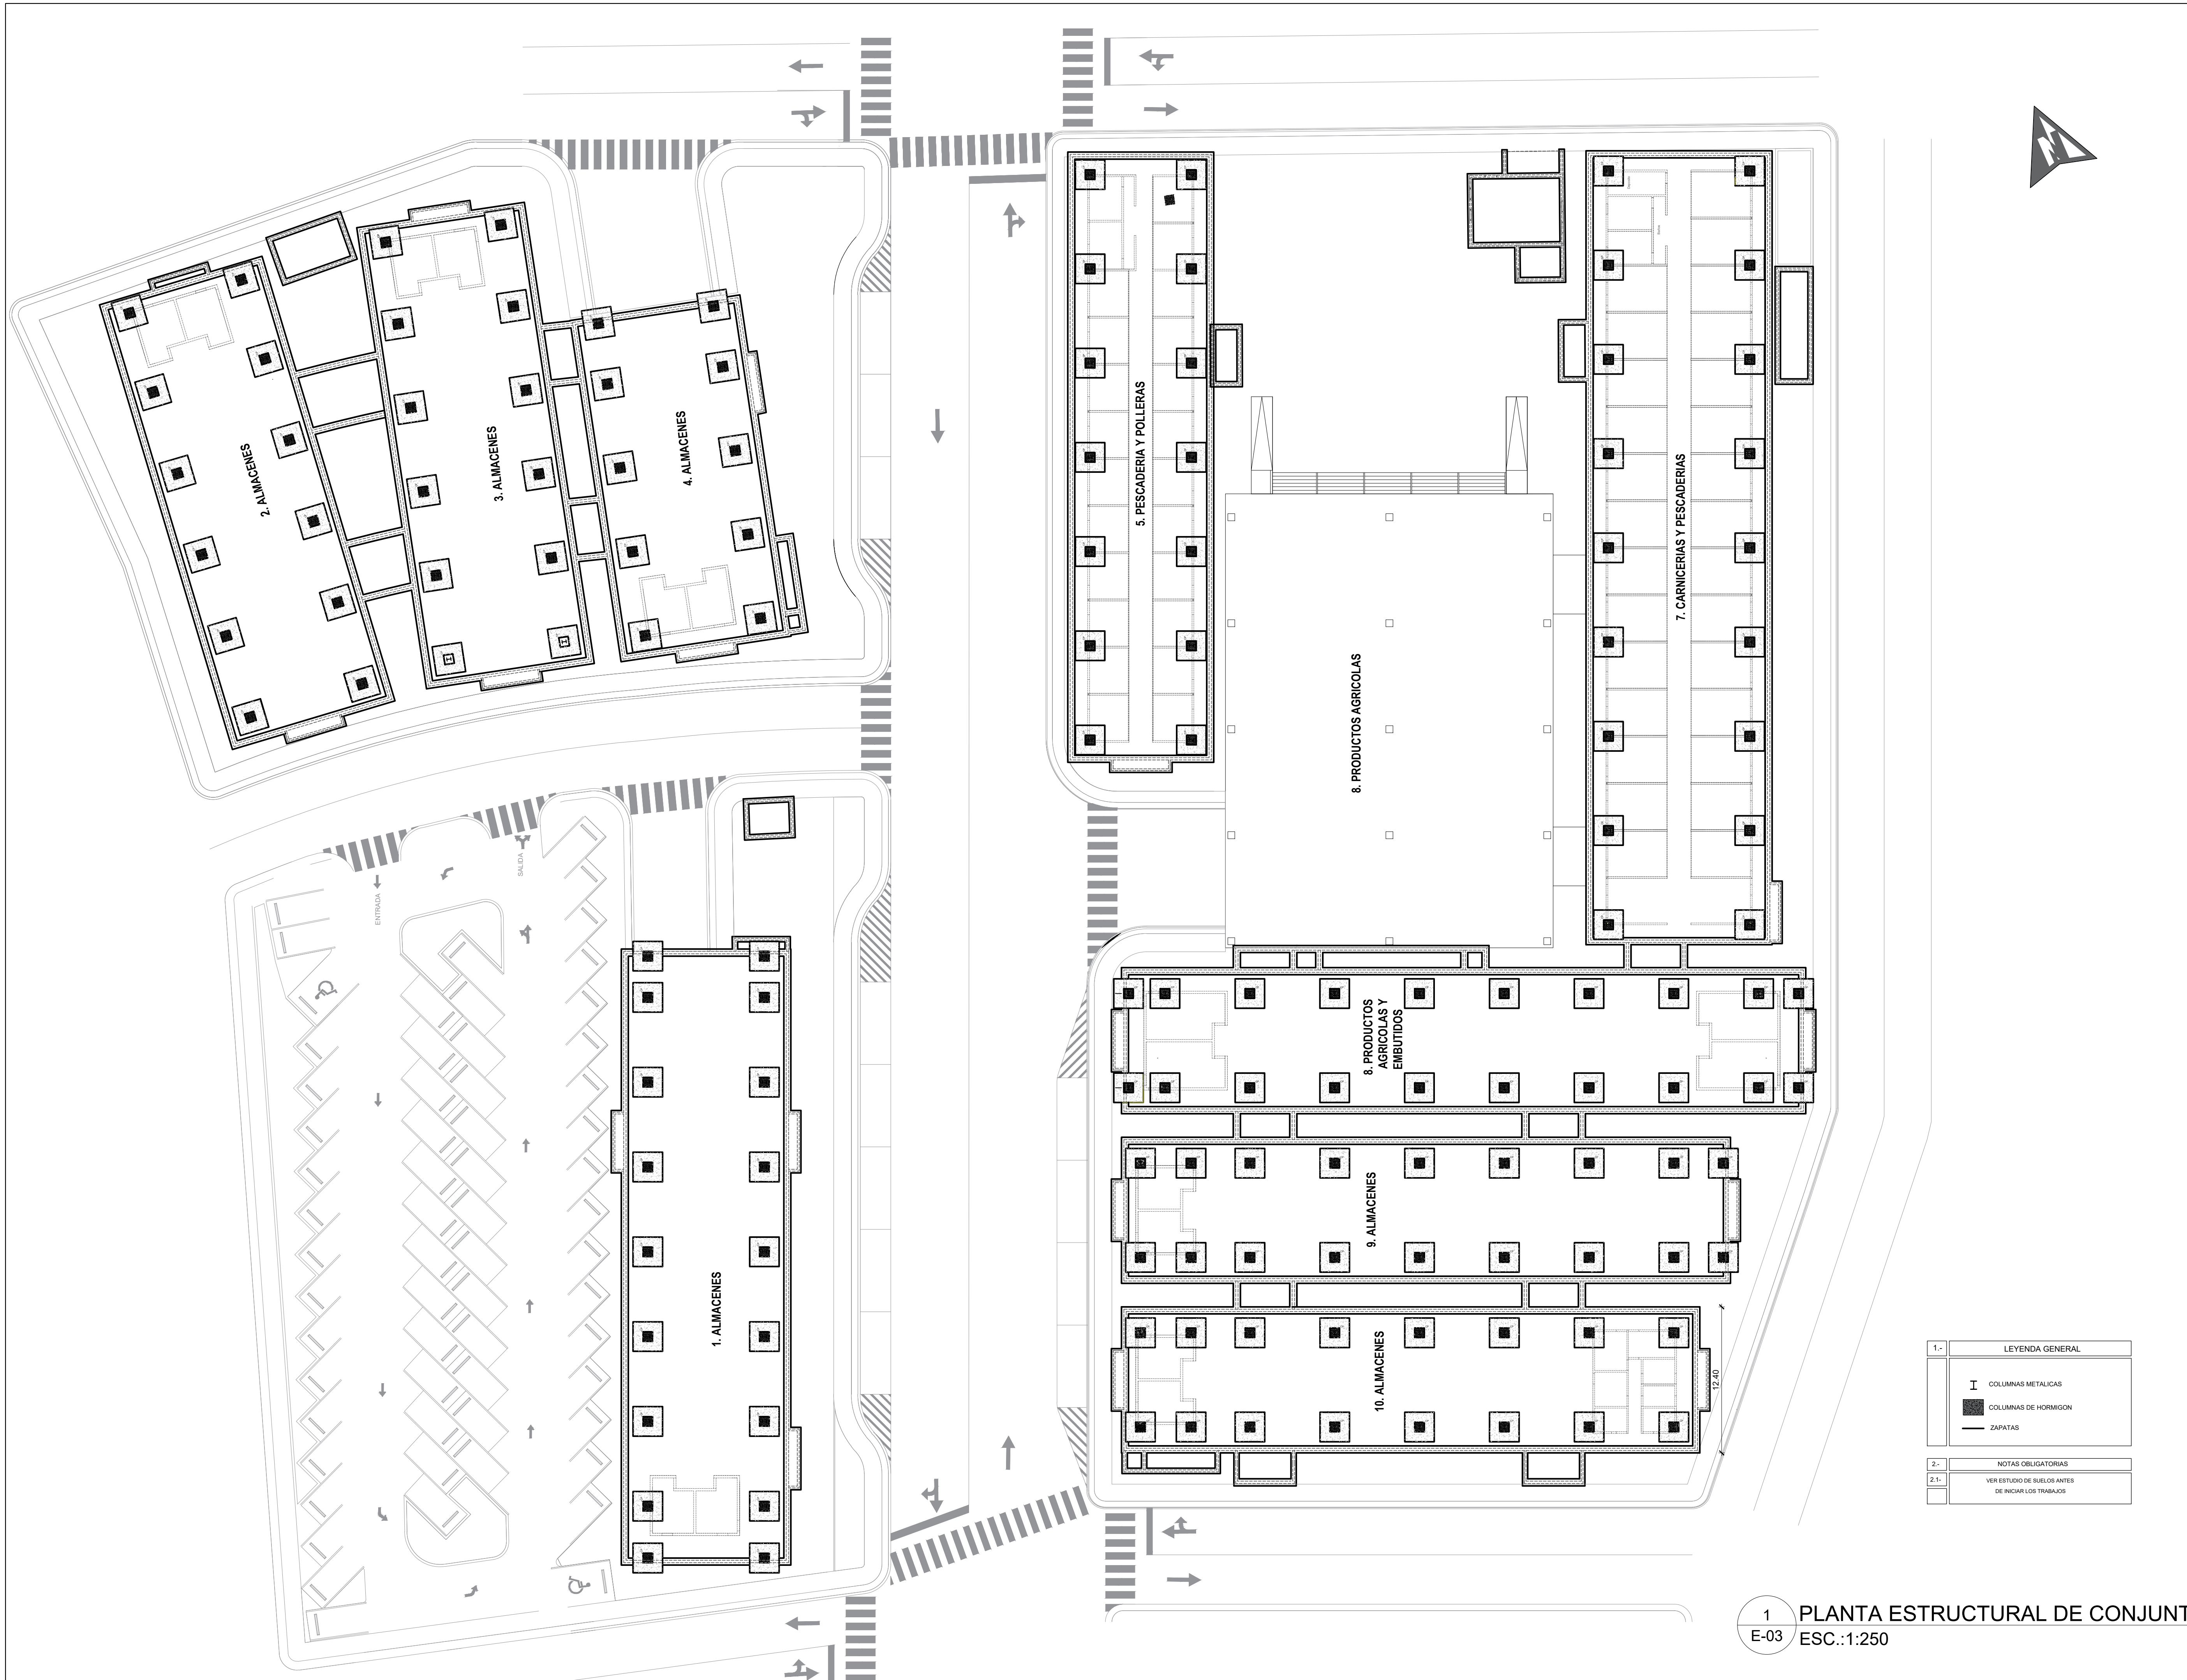 2. ALMACENES
3. ALMACENES
4. ALMACENES
5. PESCADERIA Y POLLERAS
7. CARNICERIAS Y PESCADERIAS
8. PRODUCTOS AGRICOLAS
ENTRADA
SALIDA
1. ALMACENES
8. PRODUCTOS
AGRICOLAS Y
EMBUTIDOS
9. ALMACENES
10. ALMACENES
12.40
1.- LEYENDA GENERAL
COLUMNAS METALICAS
COLUMNAS DE HORMIGON
ZAPATAS
2.- NOTAS OBLIGATORIAS
2.1- VER ESTUDIO DE SUELOS ANTES
DE INICIAR LOS TRABAJOS
1 PLANTA ESTRUCTURAL DE CONJUNT
E-03 ESC.:1:250